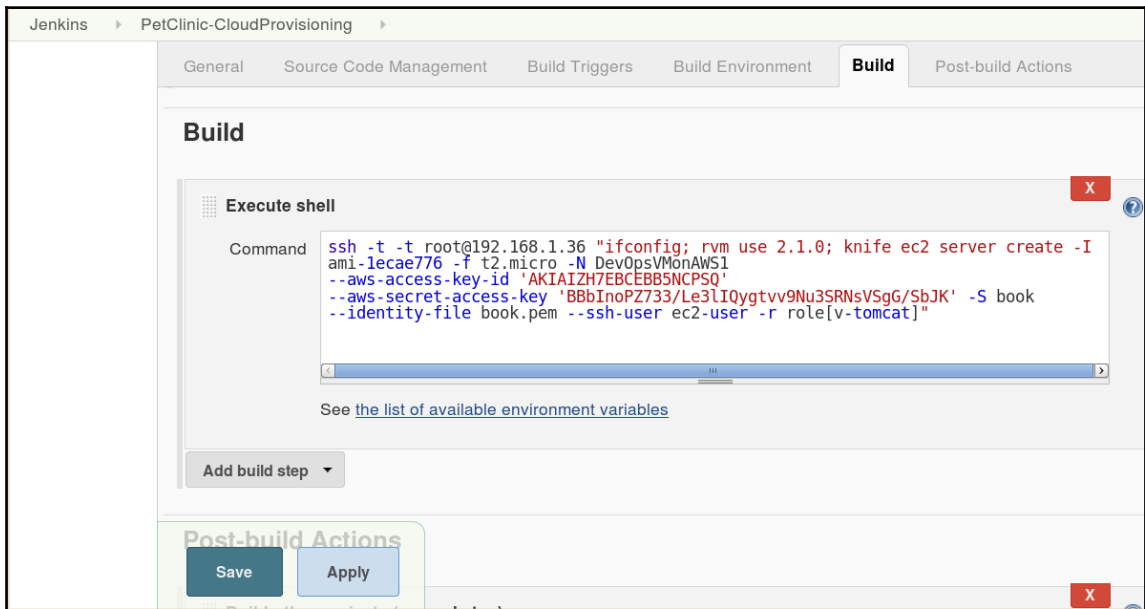 Jenkins PetClinic-CloudProvisioning
General Source Code Management Build Triggers Build Environment Build Post-build Actions
Build
X
Execute shell
Command
ssh -t -t root@192.168.1.36 "ifconfig; rvm use 2.1.0; knife ec2 server create -I
ami-1ecae776 -f t2.micro -N DevOpsVMonAWS1
--aws-access-key-id 'AKIAIZH7EBCEBB5NCPSQ'
--aws-secret-access-key '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' -S book
--identity-file book.pem --ssh-user ec2-user -r role[v-tomcat]"
See the list of available environment variables
Add build step
Post-build Actions
Save Apply
X